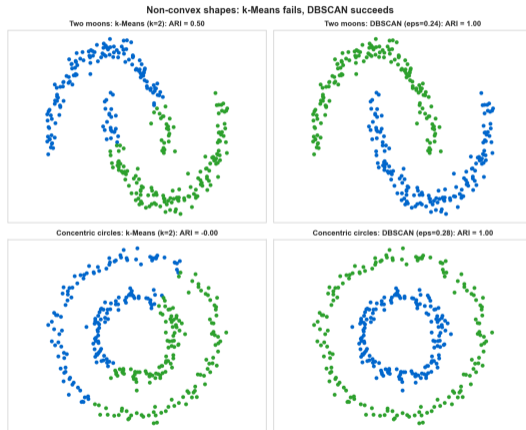 Non-convex shapes: k-Means fails, DBSCAN succeeds
Two moons: k-Means (k=2): ARI = 0.50
Two moons: DBSCAN (eps=0.24): ARI = 1.00
Concentric circles: k-Means (k=2): ARI = -0.00
Concentric circles: DBSCAN (eps=0.28): ARI = 1.00